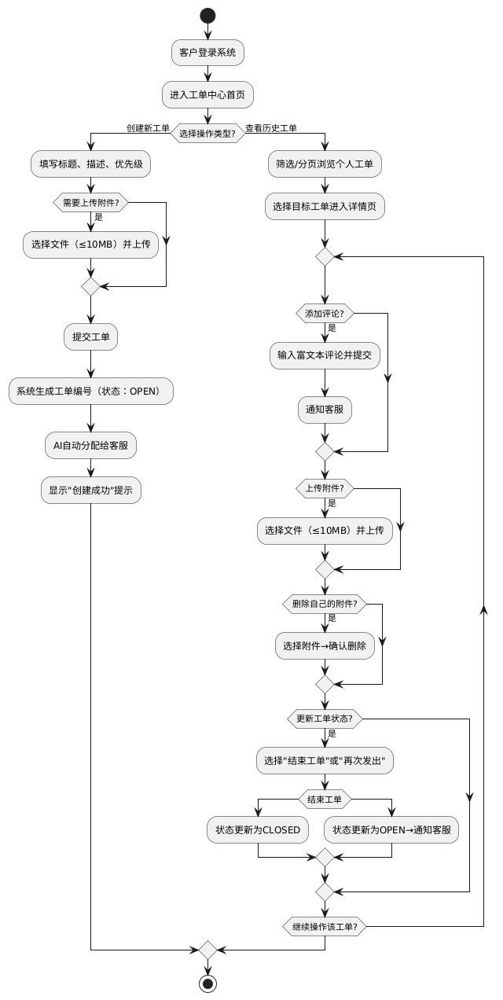 客户登录系统
进入工单中心首页
选择操作类型?
创建新工单
查看历史工单
填写标题、描述、优先级
需要上传附件?
是
选择文件（≤10MB）并上传
提交工单
系统生成工单编号（状态：OPEN）
AI自动分配给客服
显示"创建成功"提示
筛选/分页浏览个人工单
选择目标工单进入详情页
添加评论?
是
输入富文本评论并提交
通知客服
上传附件?
是
选择文件（≤10MB）并上传
删除自己的附件?
是
选择附件→确认删除
更新工单状态?
是
选择"结束工单"或"再次发出"
结束工单
状态更新为CLOSED
状态更新为OPEN→通知客服
继续操作该工单?